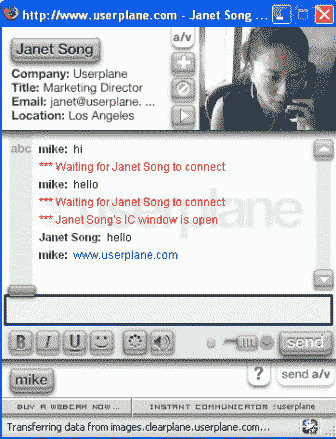 http://www.userplane.com - Janet Song ...
Janet Song
a/v
Company: Userplane
Title: Marketing Director
Email: janet@userplane. ...
Location: Los Angeles
abc
mike: hi
*** Waiting for Janet Song to connect
mike: hello
*** Waiting for Janet Song to connect
*** Janet Song's IC window is open
Janet Song: hello
mike: www.userplane.com
B I U
send
mike
? send a/v
BUY A WEBCAM NOW... INSTANT COMMUNICATOR :userplane
Transferring data from images.clearplane.userplane.com...